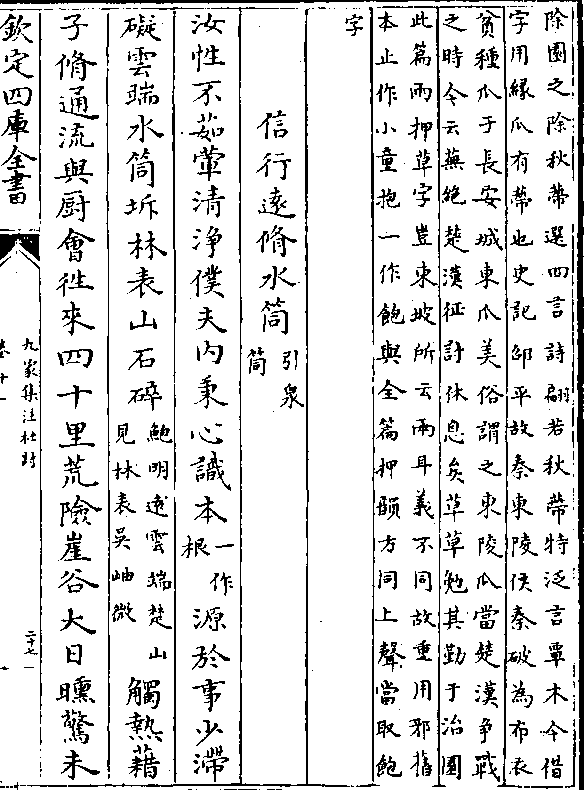 除園之除秋蔕選四言詩翩若秋蔕特泛言草木今借
字用緣瓜有蔕也史記邵平故秦東陵侯秦破為布衣
貧種瓜于長安城東瓜美俗謂之東陵瓜當楚漢争戰
之時今云蕪絶楚漢征討休息矣草草勉其勤于治園
此篇兩押草字豈東坡所云兩耳義不同故重用邪舊
本止作小童抱一作飽與全篇押韻方同上聲當取飽
字
信行遠脩水筒引泉筒
汝性不茹葷清浄僕夫内秉心識本一作根源於事少滯
礙雲端水筒坼林表山石碎鮑明逺雲端楚山見林表吳岫微觸熱藉
子脩通流與厨會徃來四十里荒險崖谷大日曛驚未
欽定四庫全書
九家集注杜詩
卷十一
二十七